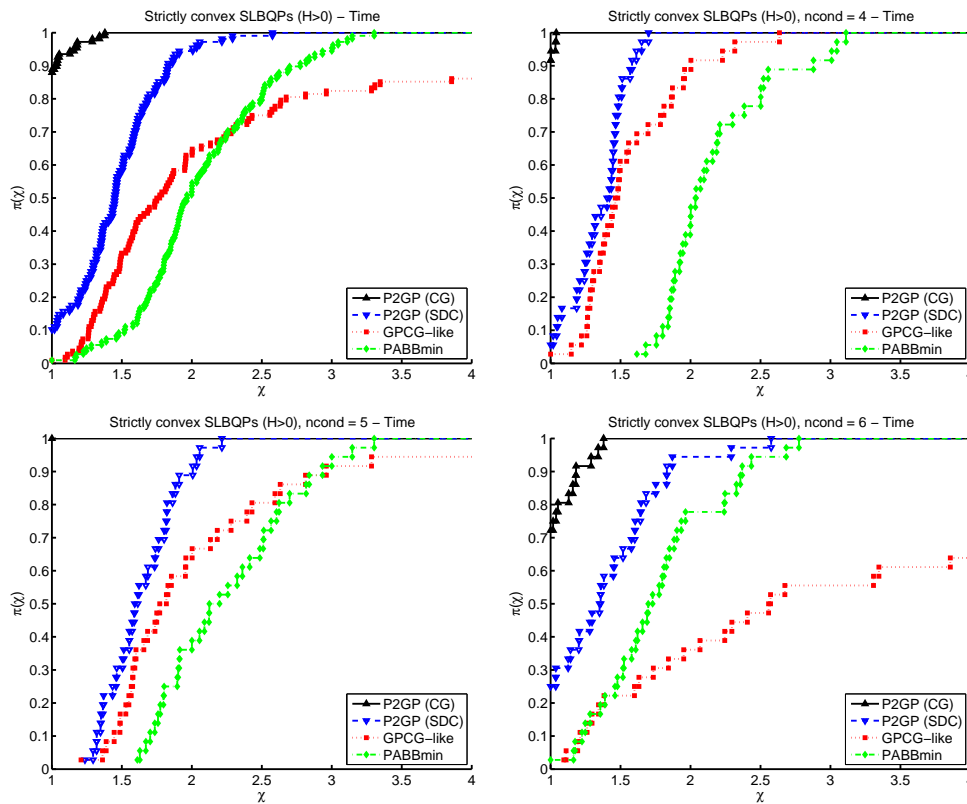 Strictly convex SLBQPs (H>0) – Time
1
0.9
0.8
0.7
0.6
0.5
0.4
0.3
0.2
0.1
0
π(χ)
1 1.5 2 2.5 3 3.5 4
χ
P2GP (CG)
P2GP (SDC)
GPCG–like
PABBmin
Strictly convex SLBQPs (H>0), ncond = 4 – Time
1
0.9
0.8
0.7
0.6
0.5
0.4
0.3
0.2
0.1
0
π(χ)
1 1.5 2 2.5 3 3.5 4
χ
P2GP (CG)
P2GP (SDC)
GPCG–like
PABBmin
Strictly convex SLBQPs (H>0), ncond = 5 – Time
1
0.9
0.8
0.7
0.6
0.5
0.4
0.3
0.2
0.1
0
π(χ)
1 1.5 2 2.5 3 3.5 4
χ
P2GP (CG)
P2GP (SDC)
GPCG–like
PABBmin
Strictly convex SLBQPs (H>0), ncond = 6 – Time
1
0.9
0.8
0.7
0.6
0.5
0.4
0.3
0.2
0.1
0
π(χ)
1 1.5 2 2.5 3 3.5 4
χ
P2GP (CG)
P2GP (SDC)
GPCG–like
PABBmin